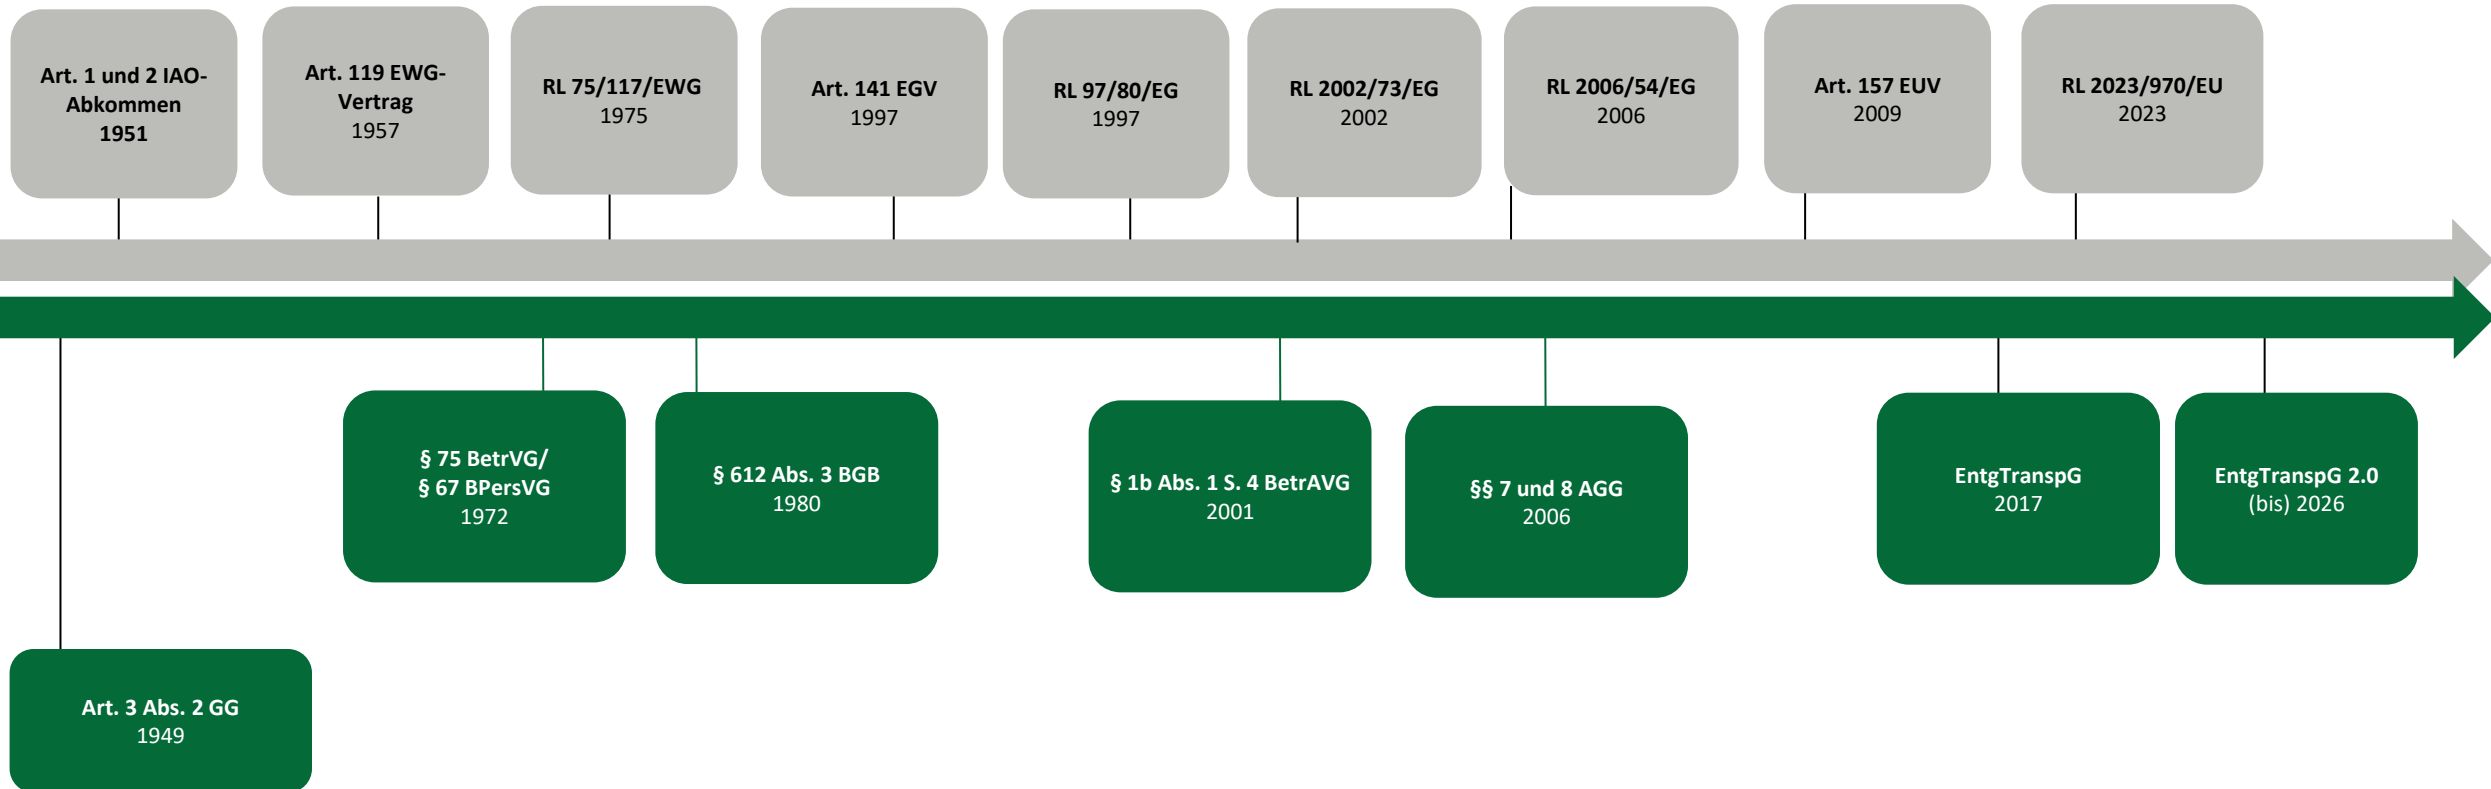 Art. 1 und 2 IAO-
Abkommen
1951
Art. 119 EWG-
Vertrag
1957
RL 75/117/EWG
1975
Art. 141 EGV
1997
RL 97/80/EG
1997
RL 2002/73/EG
2002
RL 2006/54/EG
2006
Art. 157 EUV
2009
RL 2023/970/EU
2023
§ 75 BetrVG/
§ 67 BPersVG
1972
§ 612 Abs. 3 BGB
1980
§ 1b Abs. 1 S. 4 BetrAVG
2001
§§ 7 und 8 AGG
2006
EntgTranspG
2017
EntgTranspG 2.0
(bis) 2026
Art. 3 Abs. 2 GG
1949